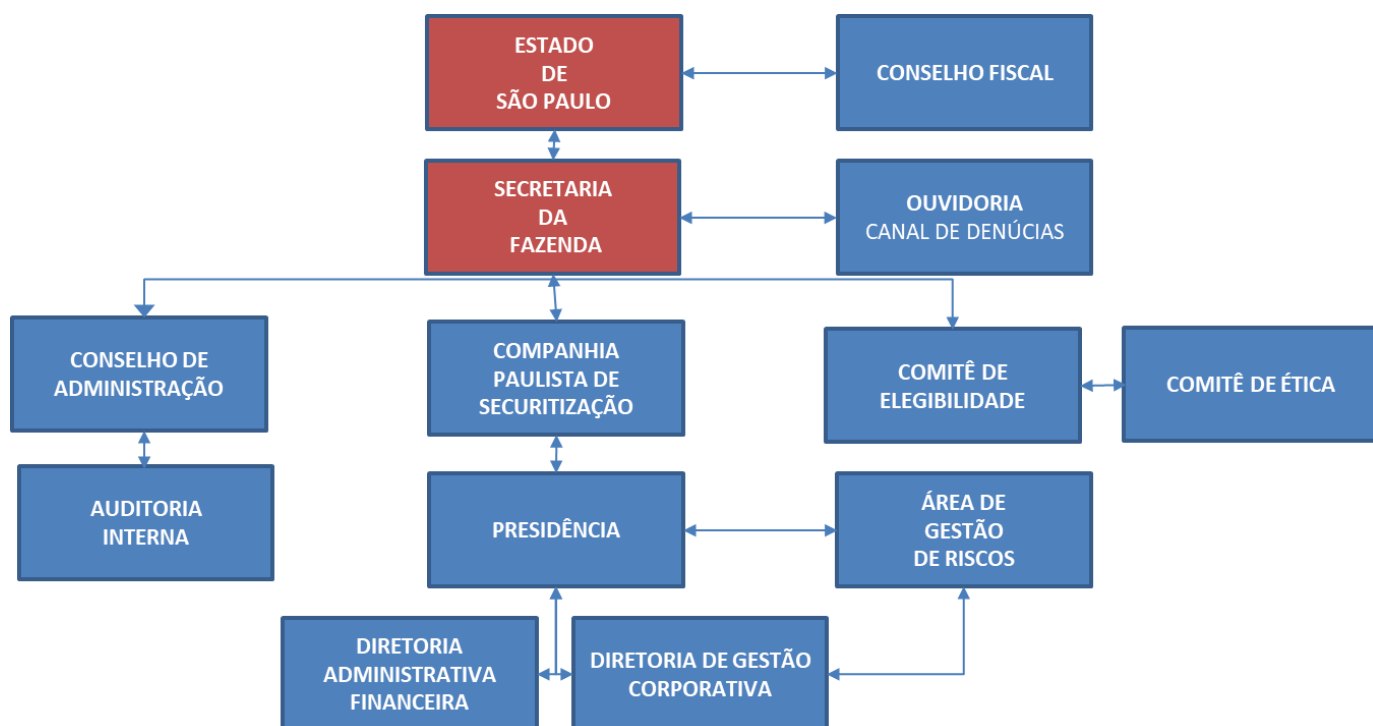 ESTADO
DE
SÃO PAULO
CONSELHO FISCAL
SECRETARIA
DA
FAZENDA
OUVIDORIA
CANAL DE DENÚCIAS
CONSELHO DE
ADMINISTRAÇÃO
COMPANHIA
PAULISTA DE
SECURITIZAÇÃO
COMITÊ DE
ELEGIBILIDADE
COMITÊ DE ÉTICA
AUDITORIA
INTERNA
PRESIDÊNCIA
ÁREA DE
GESTÃO
DE RISCOS
DIRETORIA
ADMINISTRATIVA
FINANCEIRA
DIRETORIA DE GESTÃO
CORPORATIVA